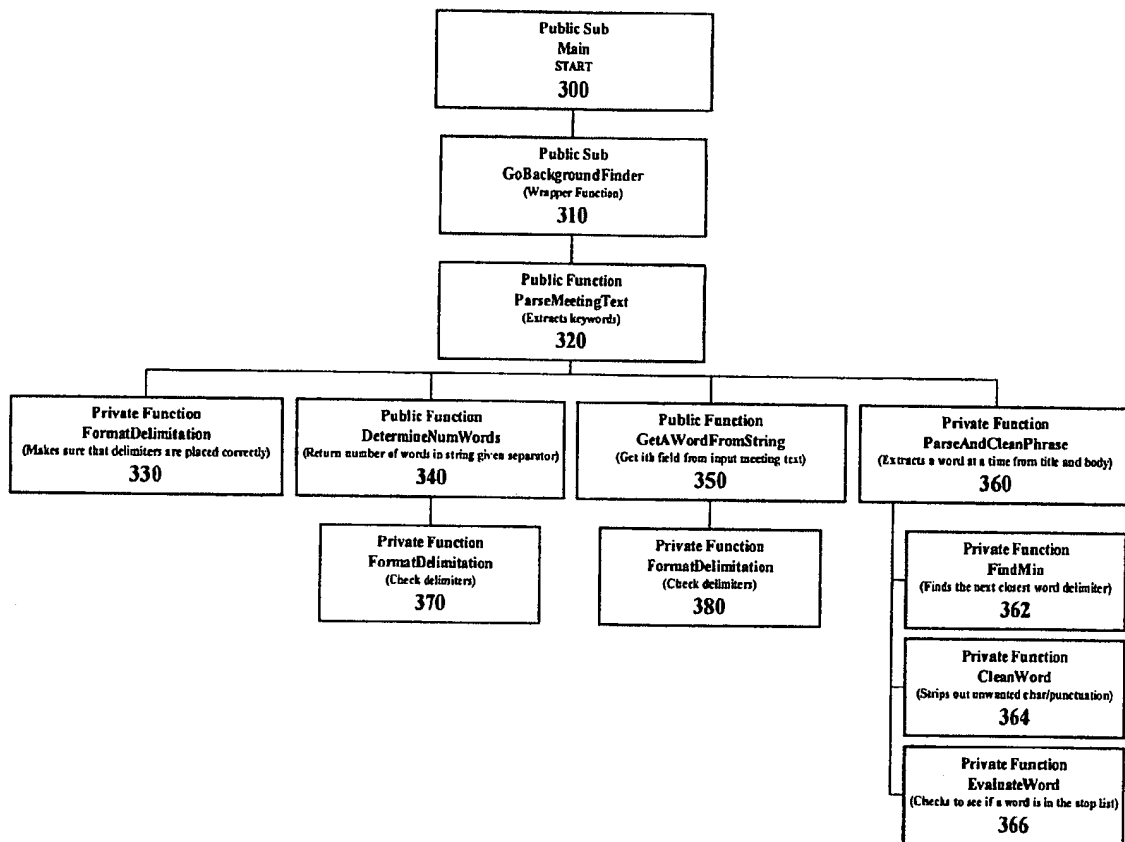 Public Sub
Main
START
300
Public Sub
GoBackgroundFinder
(Wrapper Function)
310
Public Function
ParseMeetingText
(Extracts keywords)
320
Private Function
FormatDelimitation
(Makes sure that delimiters are placed correctly)
330
Public Function
DetermineNumWords
(Return number of words in string given separator)
340
Public Function
GetAWordFromString
(Get ith field from input meeting text)
350
Private Function
ParseAndCleanPhrase
(Extracts a word at a time from title and body)
360
Private Function
FormatDelimitation
(Check delimiters)
370
Private Function
FormatDelimitation
(Check delimiters)
380
Private Function
FindMin
(Finds the next closest word delimiter)
362
Private Function
CleanWord
(Strips out unwanted char/punctuation)
364
Private Function
EvaluateWord
(Checks to see if a word is in the stop list)
366